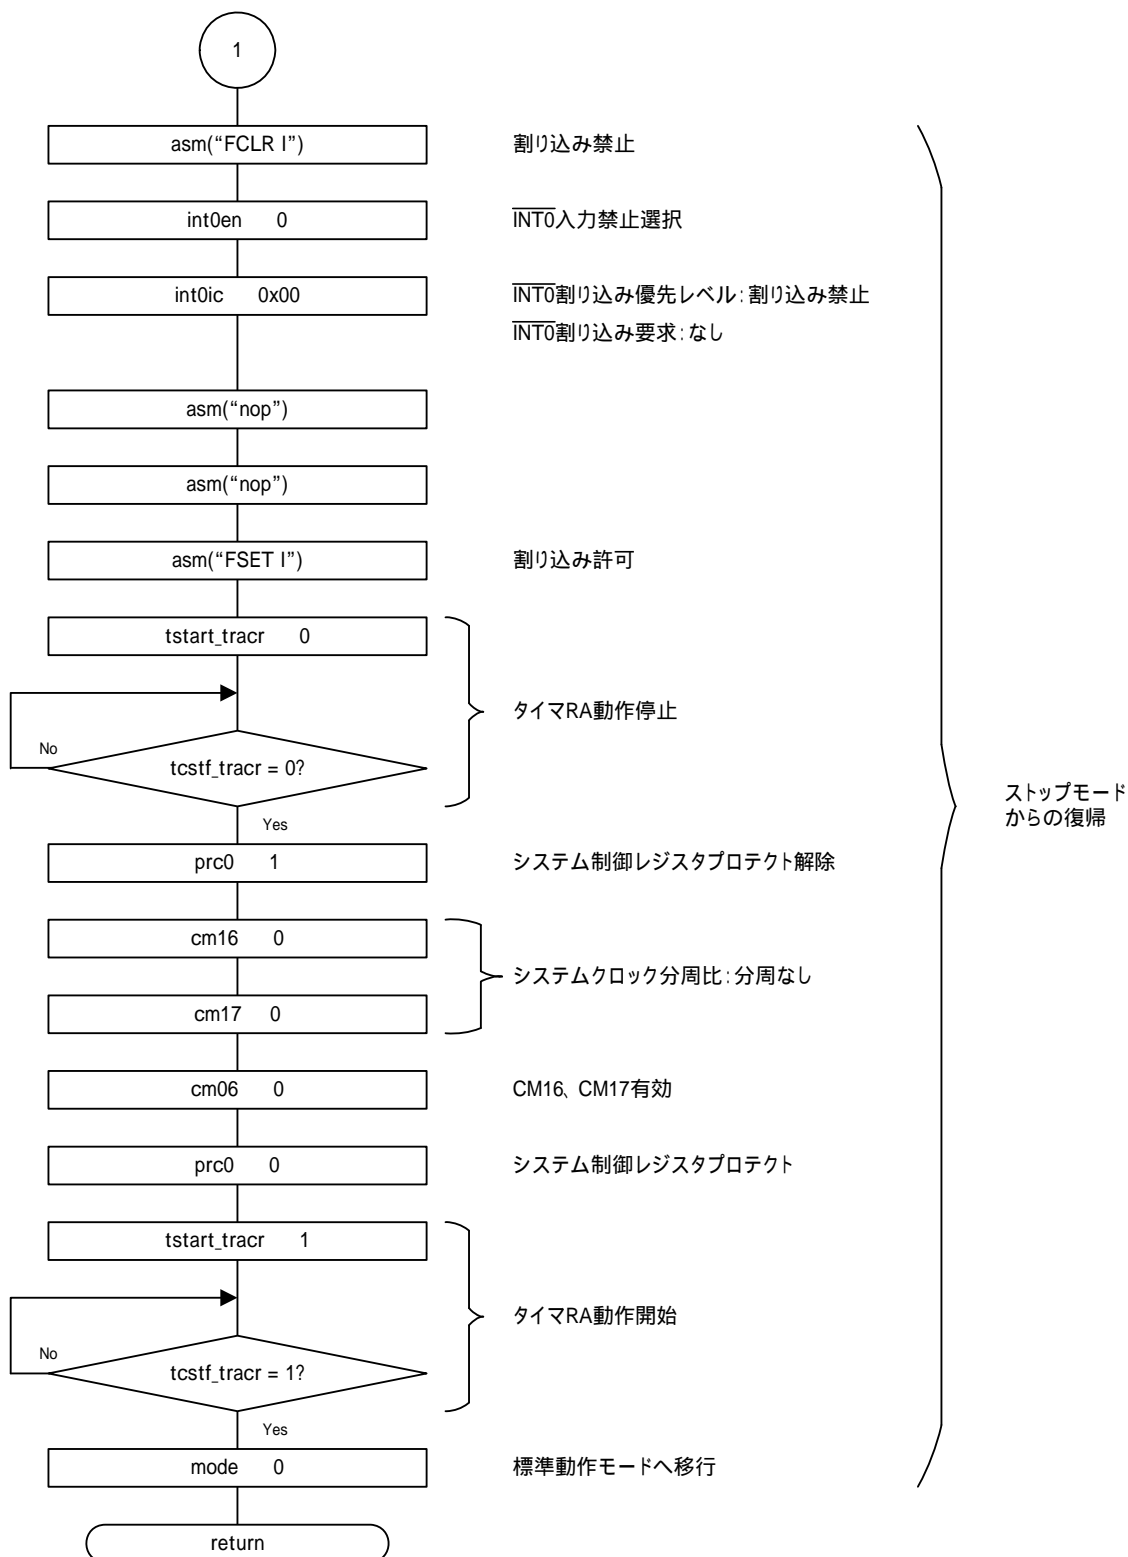 1
asm(“FCLR I”) 割り込み禁止
int0en 0 INT0入力禁止選択
int0ic 0x00 INT0割り込み優先レベル：割り込み禁止
INT0割り込み要求：なし
asm(“nop”)
asm(“nop”)
asm(“FSET I”) 割り込み許可
tstart_tracr 0
タイマRA動作停止
No
tcstf_tracr = 0?
Yes
ストップモード
からの復帰
prc0 1 システム制御レジスタプロテクト解除
cm16 0
システムクロック分周比：分周なし
cm17 0
cm06 0 CM16、CM17有効
prc0 0 システム制御レジスタプロテクト
tstart_tracr 1
タイマRA動作開始
No
tcstf_tracr = 1?
Yes
mode 0 標準動作モードへ移行
return